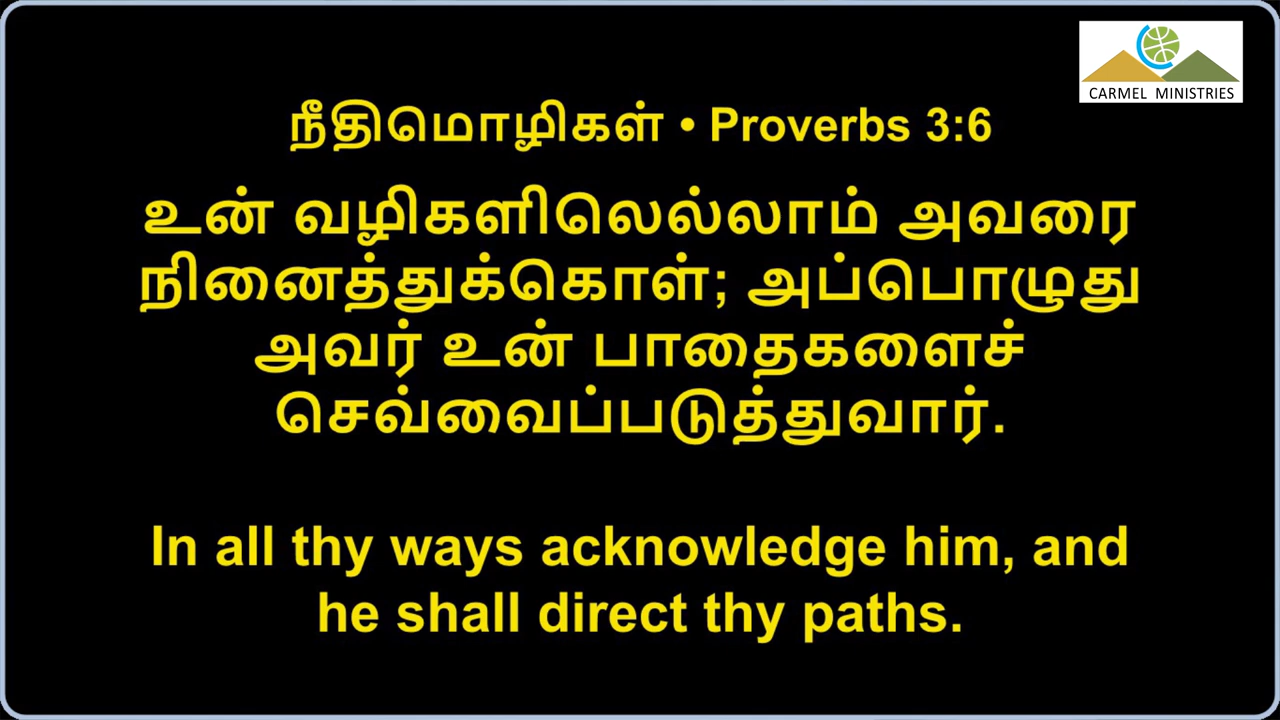 CARMEL MINISTRIES
நீதிமொழிகள் • Proverbs 3:6
உன் வழிகளிலெல்லாம் அவரை
நினைத்துக்கொள்; அப்பொழுது
அவர் உன் பாதைகளைச்
செவ்வைப்படுத்துவார்.
In all thy ways acknowledge him, and
he shall direct thy paths.